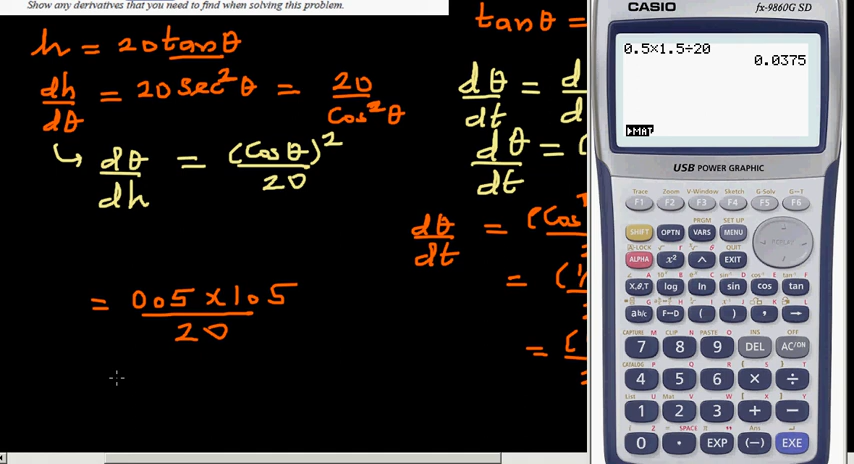 Show any derivatives that you need to find when solving this problem.
h = 20tanθ
dh/dθ = 20sec²θ = 20/cos²θ
↳ dθ/dh = (cosθ)²/20
= 0.5×1.5/20
tanθ =
dθ/dt = d
dθ/dt =
dθ/dt = (cos
= (
= (
CASIO
fx-9860G SD
0.5×1.5÷20
0.0375
▶MAT
USB POWER GRAPHIC
Trace Zoom V-Window Sketch G-Solv G↔T
F1 F2 F3 F4 F5 F6
PRGM SET UP
SHIFT OPTN VARS MENU
REPLAY
A-LOCK QUIT
ALPHA x² ^ EXIT
X,θ,T log ln sin cos tan
ab/c F↔D ( ) , →
CAPTURE CLIP PASTE INS OFF
7 8 9 DEL AC/ON
CATALOG
4 5 6 × ÷
List Mat
1 2 3 + −
SPACE Ans
0 . EXP (−) EXE